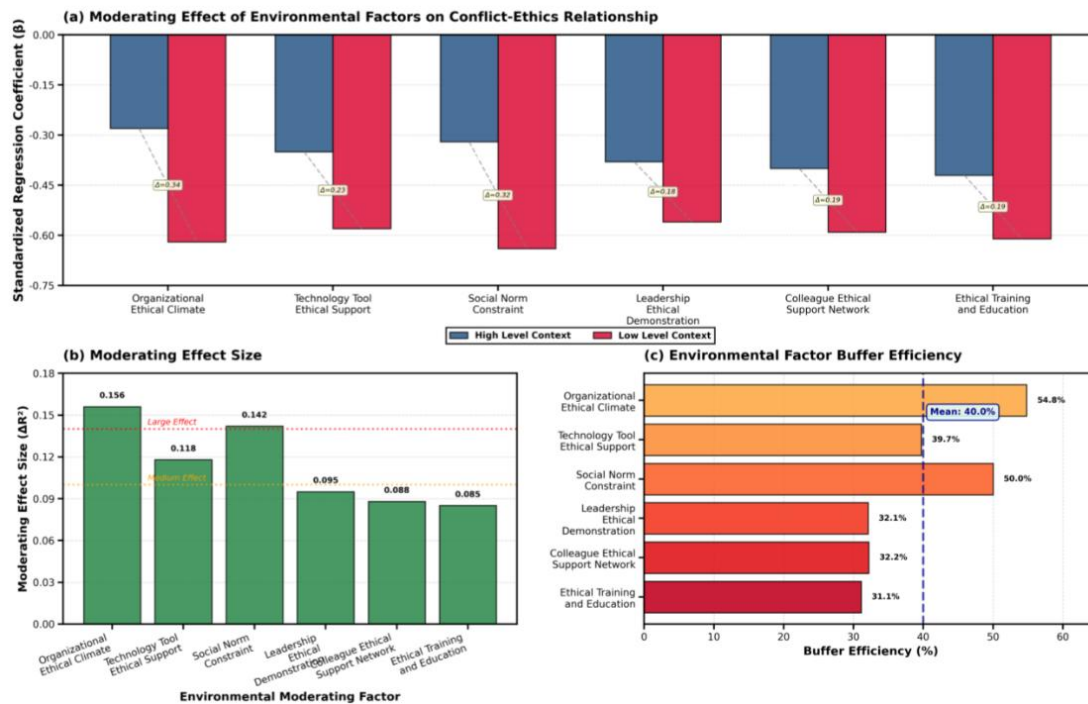 (a) Moderating Effect of Environmental Factors on Conflict-Ethics Relationship
Standardized Regression Coefficient (β)
0.00
-0.15
-0.30
-0.45
-0.60
-0.75
Δ=0.34
Δ=0.23
Δ=0.32
Δ=0.18
Δ=0.19
Δ=0.19
Organizational
Ethical Climate
Technology Tool
Ethical Support
Social Norm
Constraint
Leadership
Ethical
Demonstration
Colleague Ethical
Support Network
Ethical Training
and Education
High Level Context
Low Level Context
(b) Moderating Effect Size
Moderating Effect Size (ΔR²)
0.18
0.15
0.12
0.09
0.06
0.03
0.00
0.156
0.118
0.142
0.095
0.088
0.085
Large Effect
Medium Effect
Organizational
Ethical Climate
Technology Tool
Ethical Support
Social Norm
Constraint
Leadership
Ethical
Demonstration
Colleague Ethical
Support Network
Ethical Training
and Education
Environmental Moderating Factor
(c) Environmental Factor Buffer Efficiency
Organizational
Ethical Climate
54.8%
Mean: 40.0%
Technology Tool
Ethical Support
39.7%
Social Norm
Constraint
50.0%
Leadership
Ethical
Demonstration
32.1%
Colleague Ethical
Support Network
32.2%
Ethical Training
and Education
31.1%
0
10
20
30
40
50
60
Buffer Efficiency (%)